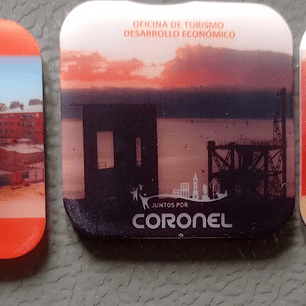 OFICINA DE TURISMO
DESARROLLO ECONÓMICO
JUNTOS POR
CORONEL